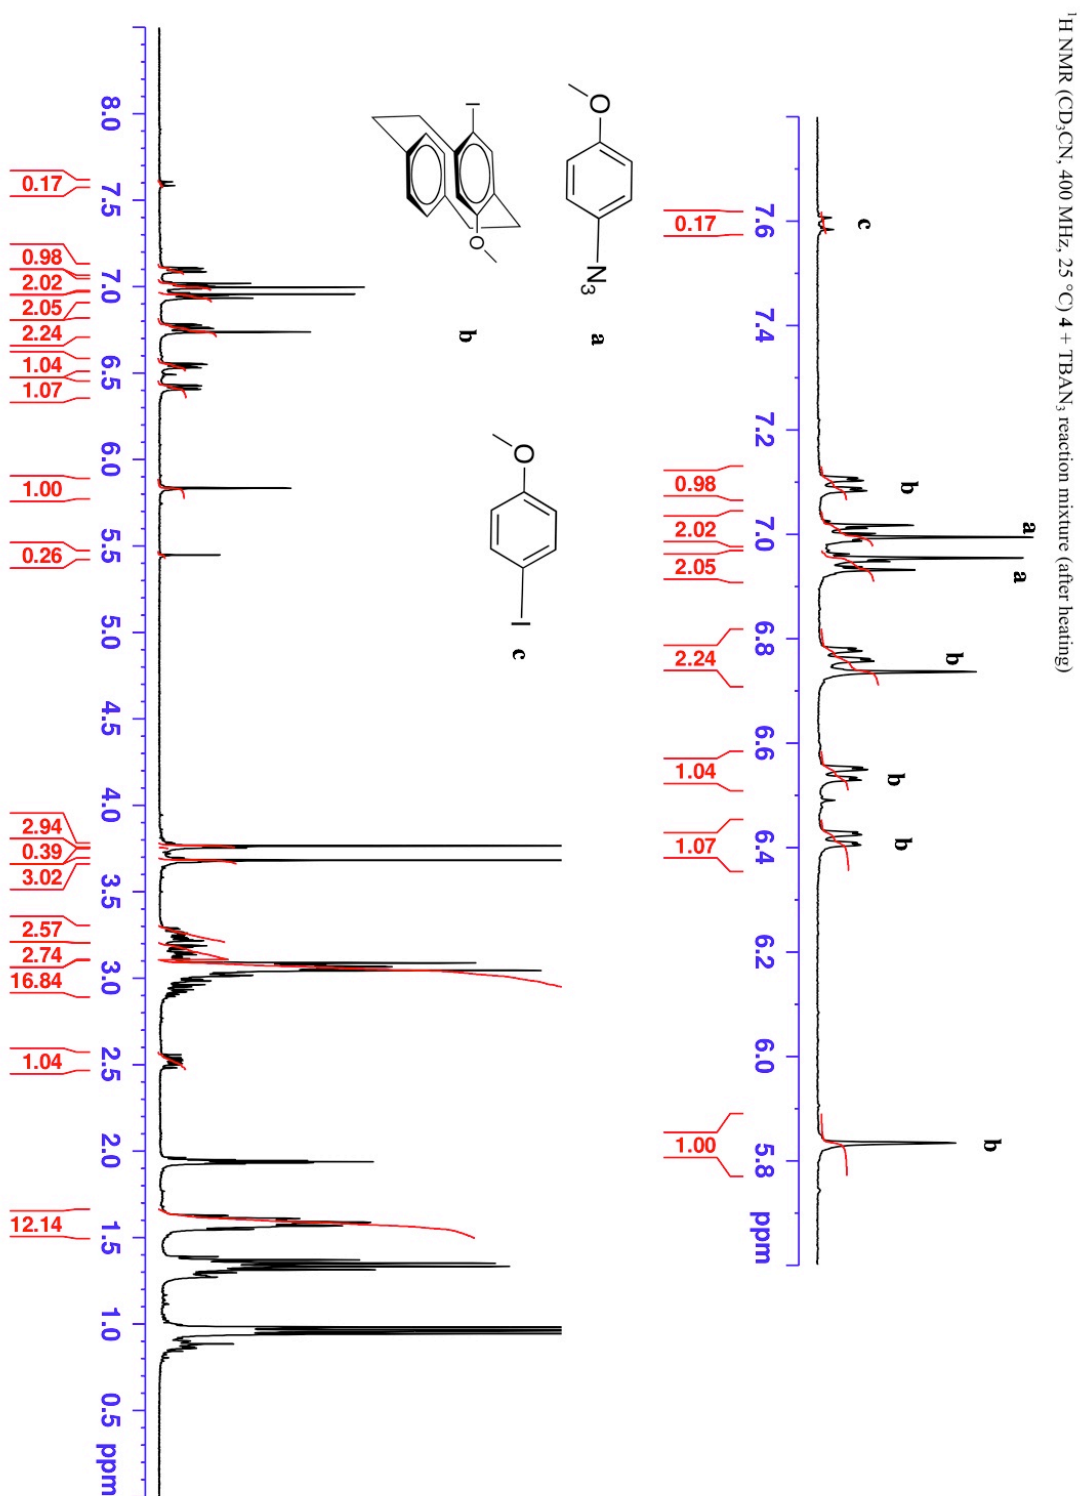 ¹H NMR (CD₃CN, 400 MHz, 25 °C) 4 + TBAN₃ reaction mixture (after heating)
c
b
a
a
b
b
b
b
7.6
7.4
7.2
7.0
6.8
6.6
6.4
6.2
6.0
5.8
ppm
0.17
0.98
2.02
2.05
2.24
1.04
1.07
1.00
O
N₃
a
I
O
b
O
I
c
8.0
7.5
7.0
6.5
6.0
5.5
5.0
4.5
4.0
3.5
3.0
2.5
2.0
1.5
1.0
0.5
ppm
0.17
0.98
2.02
2.05
2.24
1.04
1.07
1.00
0.26
2.94
0.39
3.02
2.57
2.74
16.84
1.04
12.14